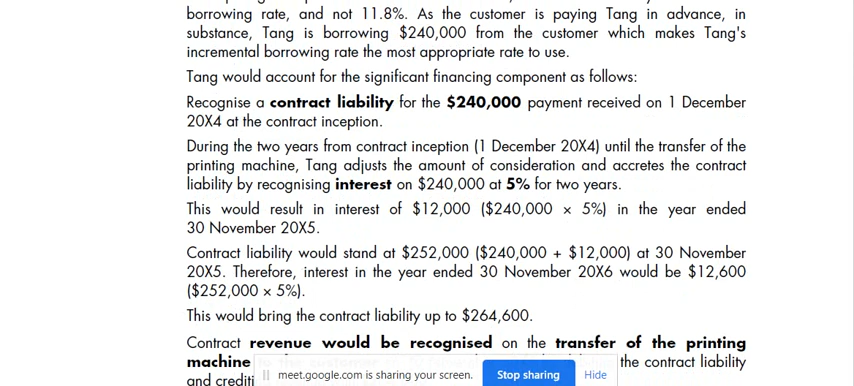 borrowing rate, and not 11.8%. As the customer is paying Tang in advance, in
substance, Tang is borrowing $240,000 from the customer which makes Tang's
incremental borrowing rate the most appropriate rate to use.
Tang would account for the significant financing component as follows:
Recognise a contract liability for the $240,000 payment received on 1 December
20X4 at the contract inception.
During the two years from contract inception (1 December 20X4) until the transfer of the
printing machine, Tang adjusts the amount of consideration and accretes the contract
liability by recognising interest on $240,000 at 5% for two years.
This would result in interest of $12,000 ($240,000 × 5%) in the year ended
30 November 20X5.
Contract liability would stand at $252,000 ($240,000 + $12,000) at 30 November
20X5. Therefore, interest in the year ended 30 November 20X6 would be $12,600
($252,000 × 5%).
This would bring the contract liability up to $264,600.
Contract revenue would be recognised on the transfer of the printing
machine the contract liability
and crediti
meet.google.com is sharing your screen. Stop sharing Hide